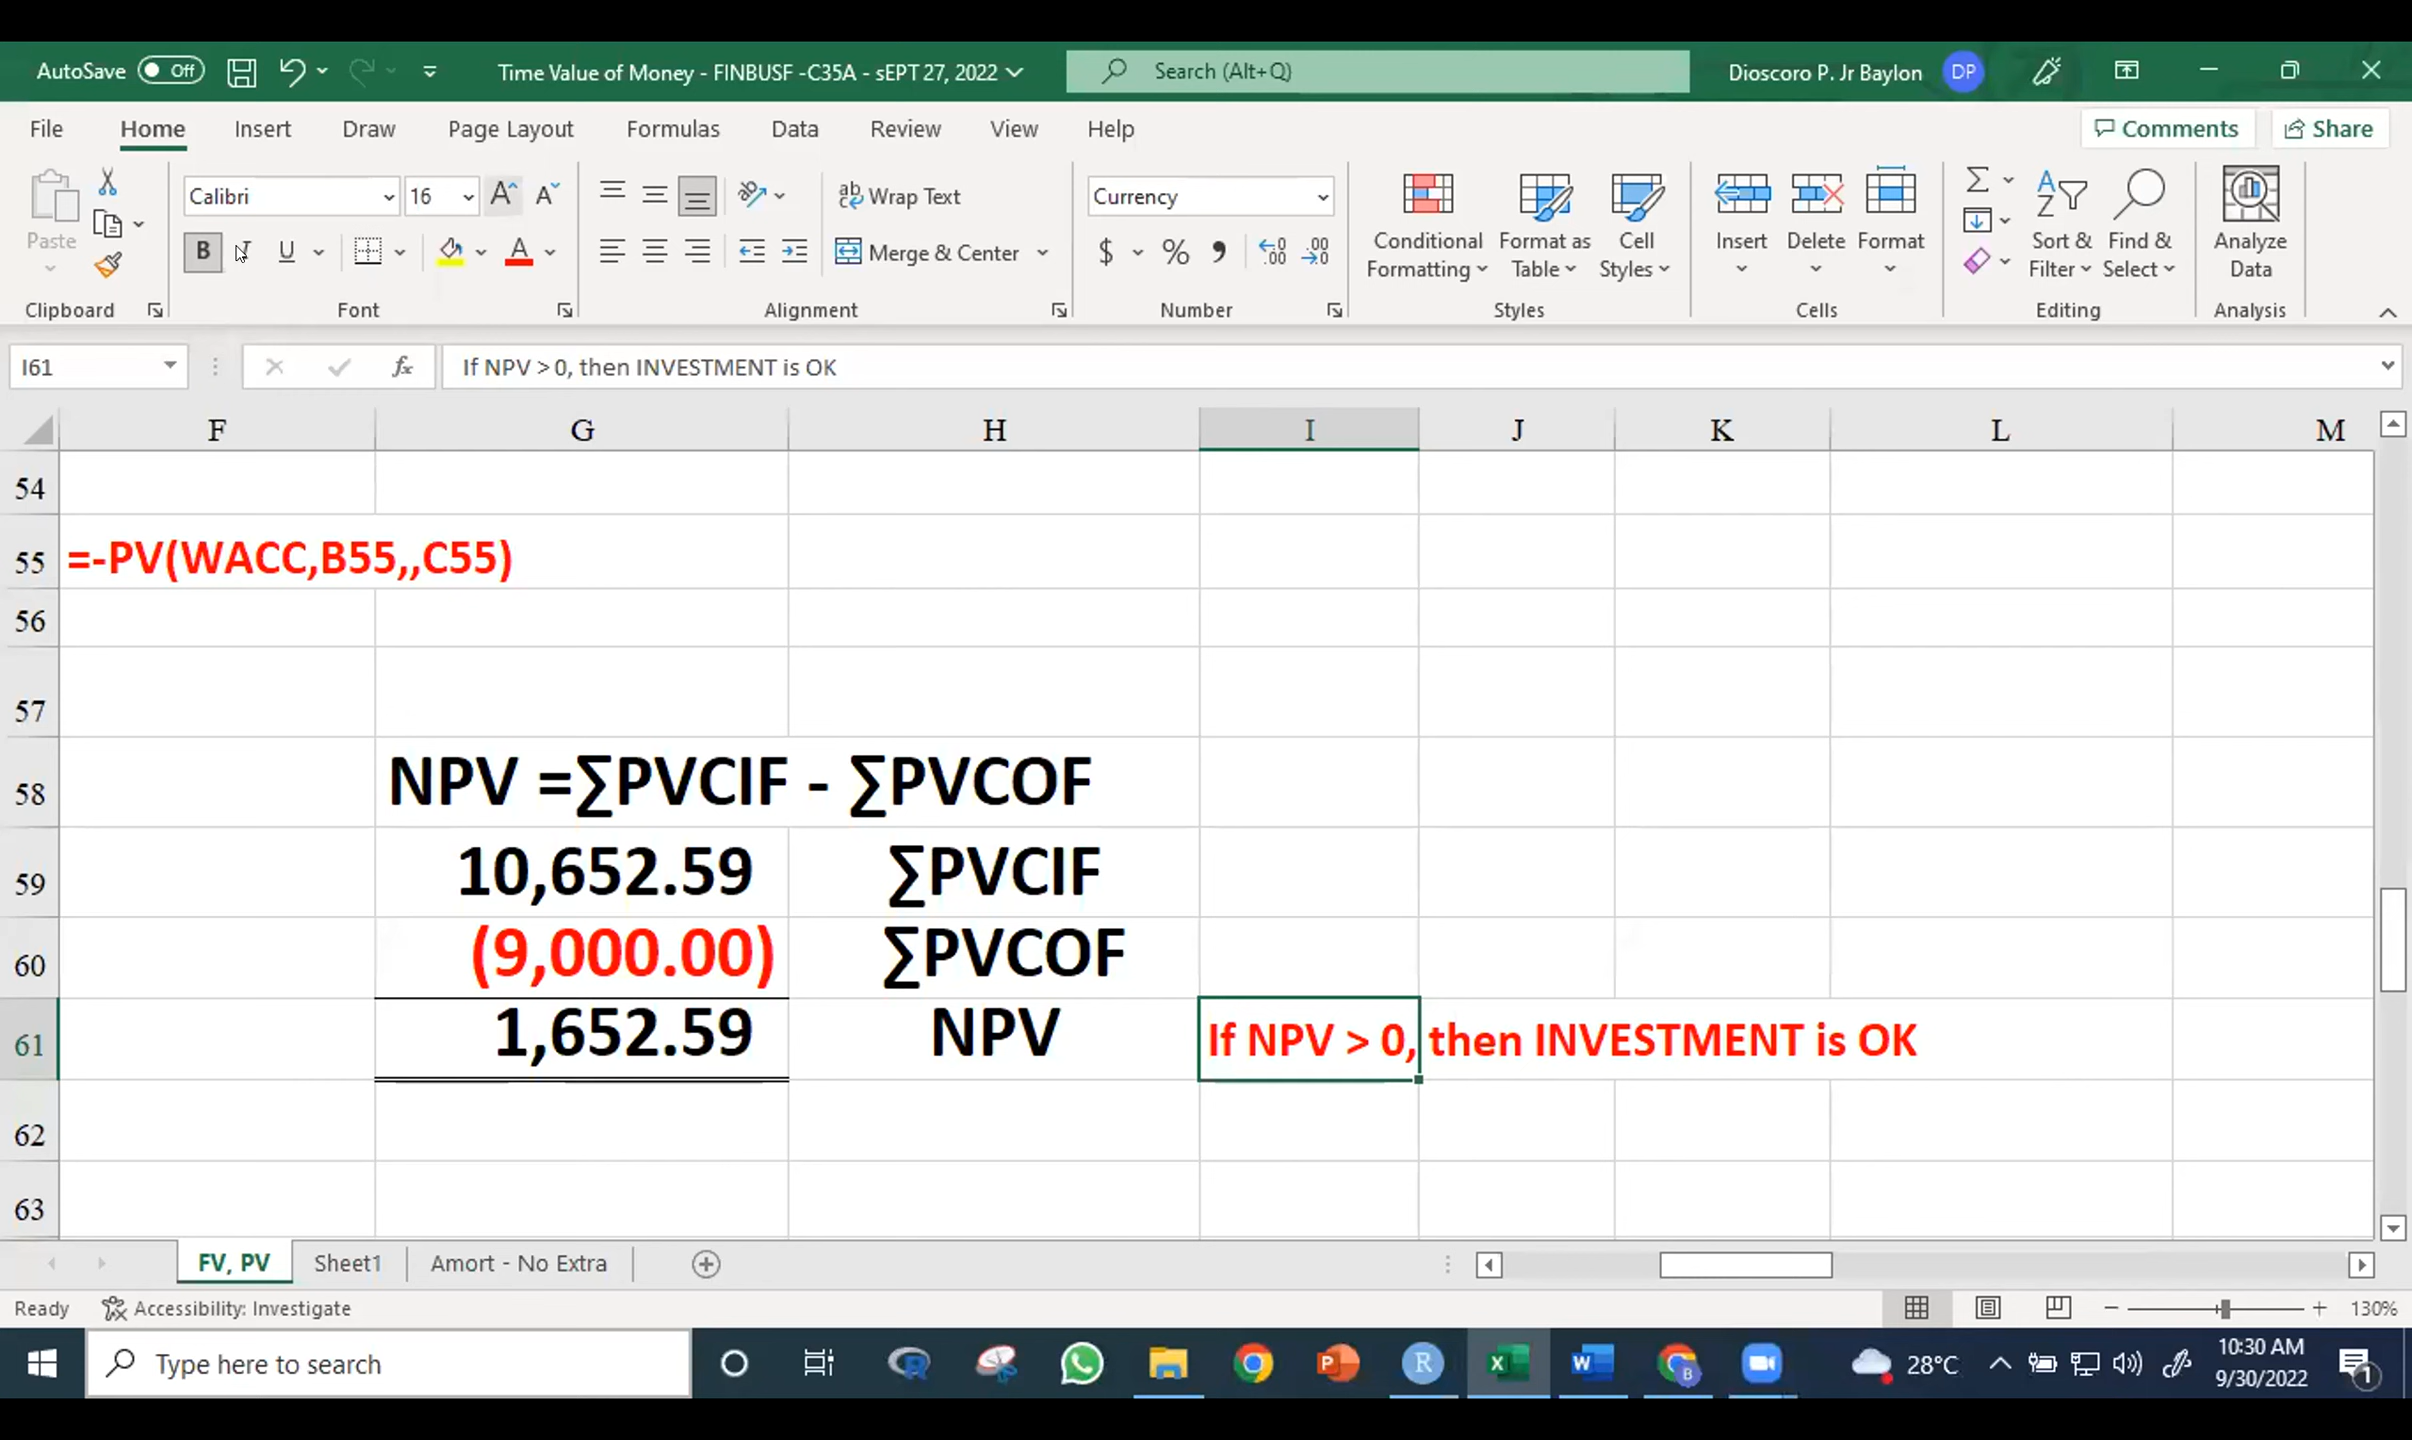 AutoSave Off Time Value of Money - FINBUSF -C35A - sEPT 27, 2022 Search (Alt+Q) Dioscoro P. Jr Baylon DP
File Home Insert Draw Page Layout Formulas Data Review View Help Comments Share
Paste Calibri 16 Wrap Text Currency Conditional Formatting Format as Table Cell Styles Insert Delete Format Sort & Filter Find & Select Analyze Data
B I U Merge & Center $ % 9
Clipboard Font Alignment Number Styles Cells Editing Analysis
I61 fx If NPV > 0, then INVESTMENT is OK
F G H I J K L M
54
55 =-PV(WACC,B55,,C55)
56
57
58 NPV =∑PVCIF - ∑PVCOF
59 10,652.59 ∑PVCIF
60 (9,000.00) ∑PVCOF
61 1,652.59 NPV If NPV > 0, then INVESTMENT is OK
62
63
FV, PV Sheet1 Amort - No Extra
Ready Accessibility: Investigate 130%
Type here to search 28°C 10:30 AM
9/30/2022